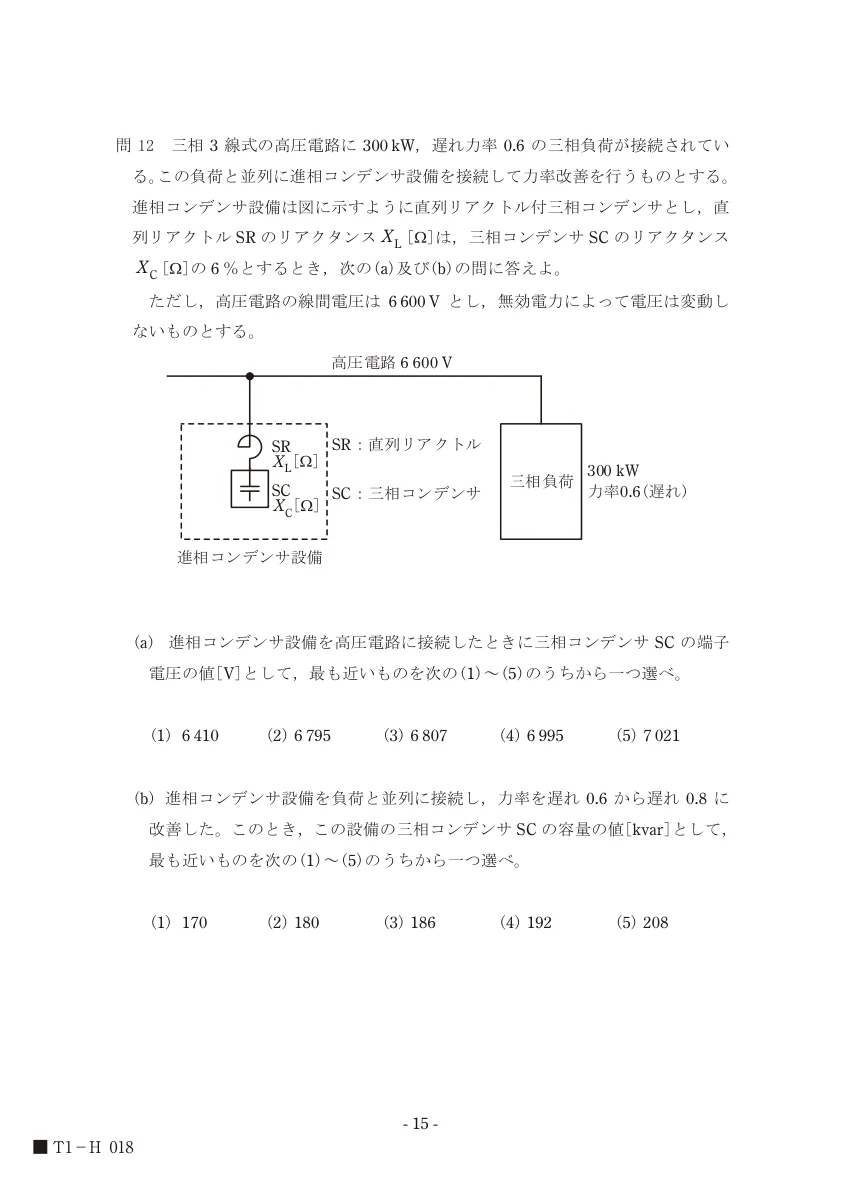 問 12　三相 3 線式の高圧電路に 300 kW，遅れ力率 0.6 の三相負荷が接続されてい
る。この負荷と並列に進相コンデンサ設備を接続して力率改善を行うものとする。
進相コンデンサ設備は図に示すように直列リアクトル付三相コンデンサとし，直
列リアクトル SR のリアクタンス X_L [Ω]は，三相コンデンサ SC のリアクタンス
X_C [Ω]の 6 %とするとき，次の(a)及び(b)の問に答えよ。
ただし，高圧電路の線間電圧は 6 600 V とし，無効電力によって電圧は変動し
ないものとする。
高圧電路 6 600 V
SR
X_L[Ω]
SC
X_C[Ω]
SR：直列リアクトル
SC：三相コンデンサ
三相負荷
300 kW
力率0.6(遅れ)
進相コンデンサ設備
(a)　進相コンデンサ設備を高圧電路に接続したときに三相コンデンサ SC の端子
電圧の値[V]として，最も近いものを次の(1)～(5)のうちから一つ選べ。
(1) 6 410　(2) 6 795　(3) 6 807　(4) 6 995　(5) 7 021
(b) 進相コンデンサ設備を負荷と並列に接続し，力率を遅れ 0.6 から遅れ 0.8 に
改善した。このとき，この設備の三相コンデンサ SC の容量の値[kvar]として，
最も近いものを次の(1)～(5)のうちから一つ選べ。
(1) 170　(2) 180　(3) 186　(4) 192　(5) 208
- 15 -
■ T1－H 018